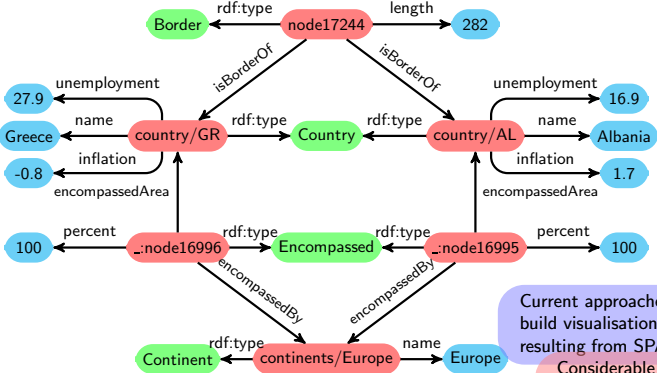 rdf:type length
Border node17244 282
isBorderOf isBorderOf
unemployment unemployment
27.9 16.9
name rdf:type rdf:type name
Greece country/GR Country country/AL Albania
inflation inflation
-0.8 1.7
encompassedArea encompassedArea
percent rdf:type rdf:type percent
100 _:node16996 Encompassed _:node16995 100
encompassedBy encompassedBy
Current approache
build visualisation
resulting from SPA
rdf:type name
Continent continents/Europe Europe
Considerable